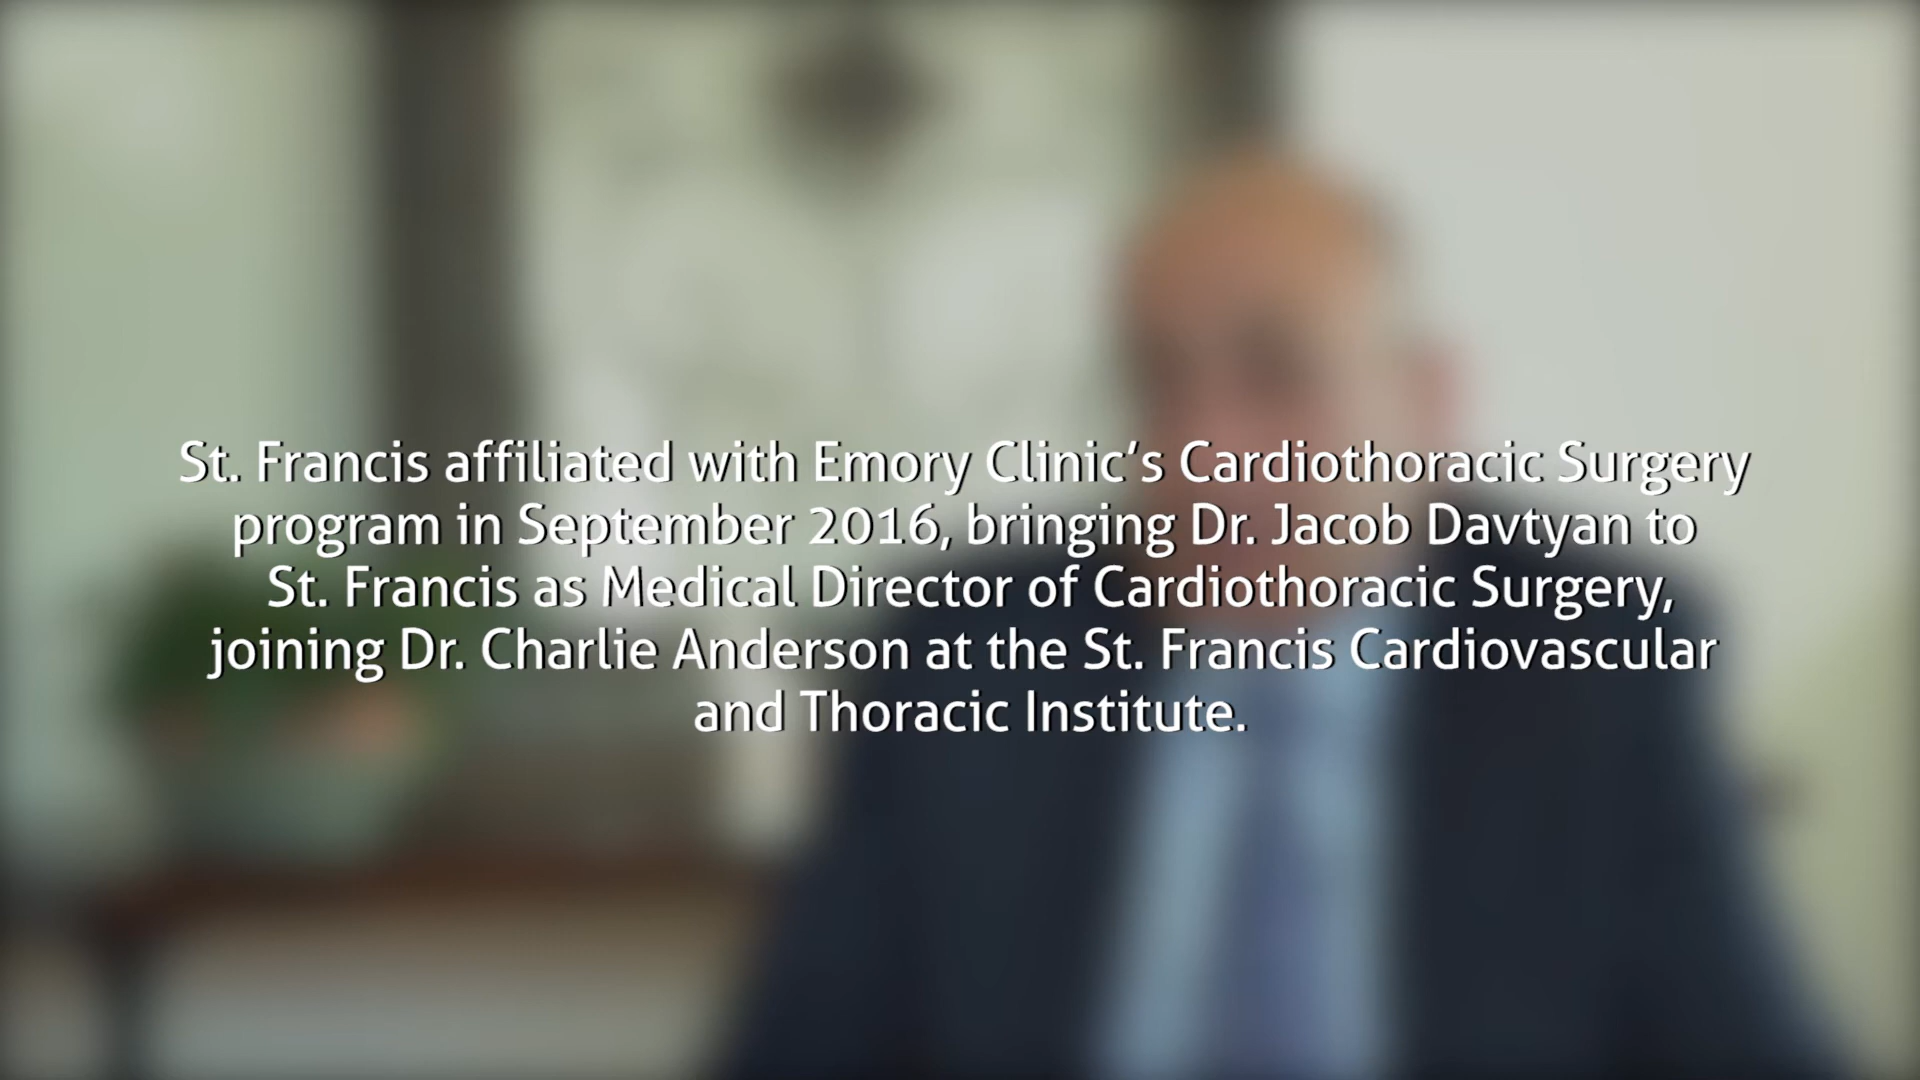 St. Francis affiliated with Emory Clinic’s Cardiothoracic Surgery
program in September 2016, bringing Dr. Jacob Davtyan to
St. Francis as Medical Director of Cardiothoracic Surgery,
joining Dr. Charlie Anderson at the St. Francis Cardiovascular
and Thoracic Institute.